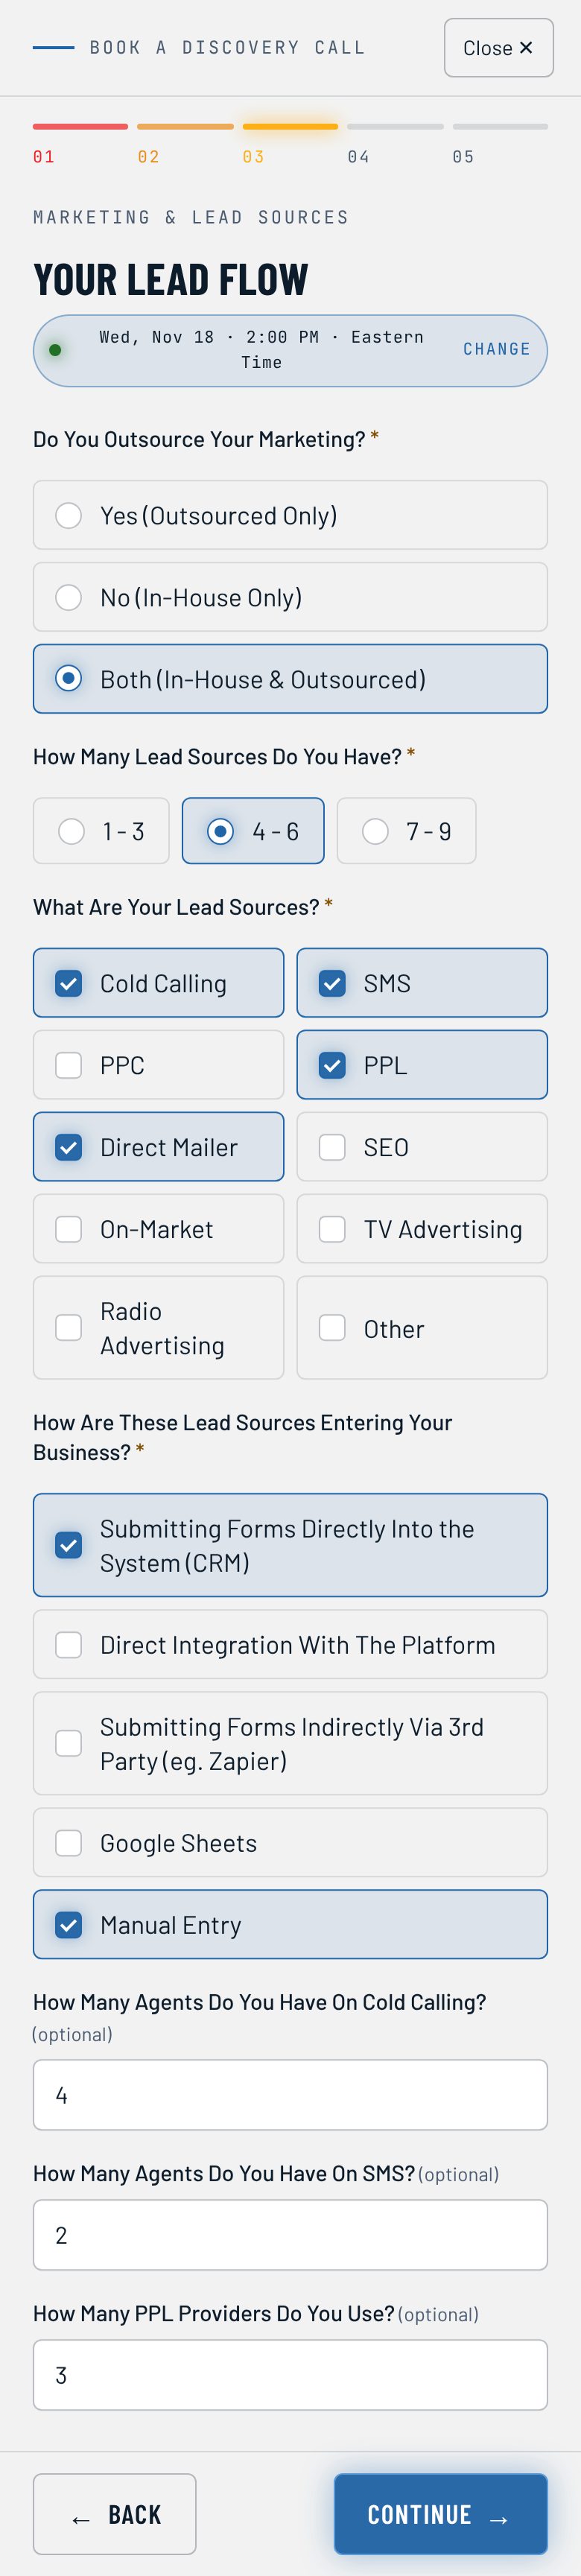 BOOK A DISCOVERY CALL
Close ✕
01 02 03 04 05
MARKETING & LEAD SOURCES
YOUR LEAD FLOW
Wed, Nov 18 · 2:00 PM · Eastern
Time
CHANGE
Do You Outsource Your Marketing? *
Yes (Outsourced Only)
No (In-House Only)
Both (In-House & Outsourced)
How Many Lead Sources Do You Have? *
1 - 3
4 - 6
7 - 9
What Are Your Lead Sources? *
Cold Calling
SMS
PPC
PPL
Direct Mailer
SEO
On-Market
TV Advertising
Radio
Advertising
Other
How Are These Lead Sources Entering Your
Business? *
Submitting Forms Directly Into the
System (CRM)
Direct Integration With The Platform
Submitting Forms Indirectly Via 3rd
Party (eg. Zapier)
Google Sheets
Manual Entry
How Many Agents Do You Have On Cold Calling?
(optional)
4
How Many Agents Do You Have On SMS? (optional)
2
How Many PPL Providers Do You Use? (optional)
3
← BACK
CONTINUE →